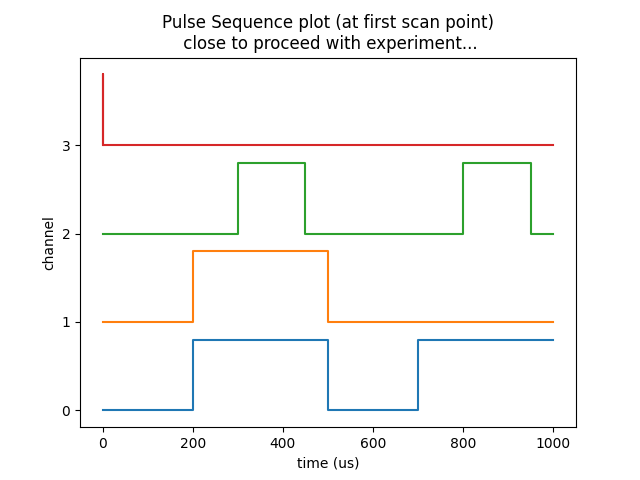 Pulse Sequence plot (at first scan point)
close to proceed with experiment...
channel
3
2
1
0
0 200 400 600 800 1000
time (us)